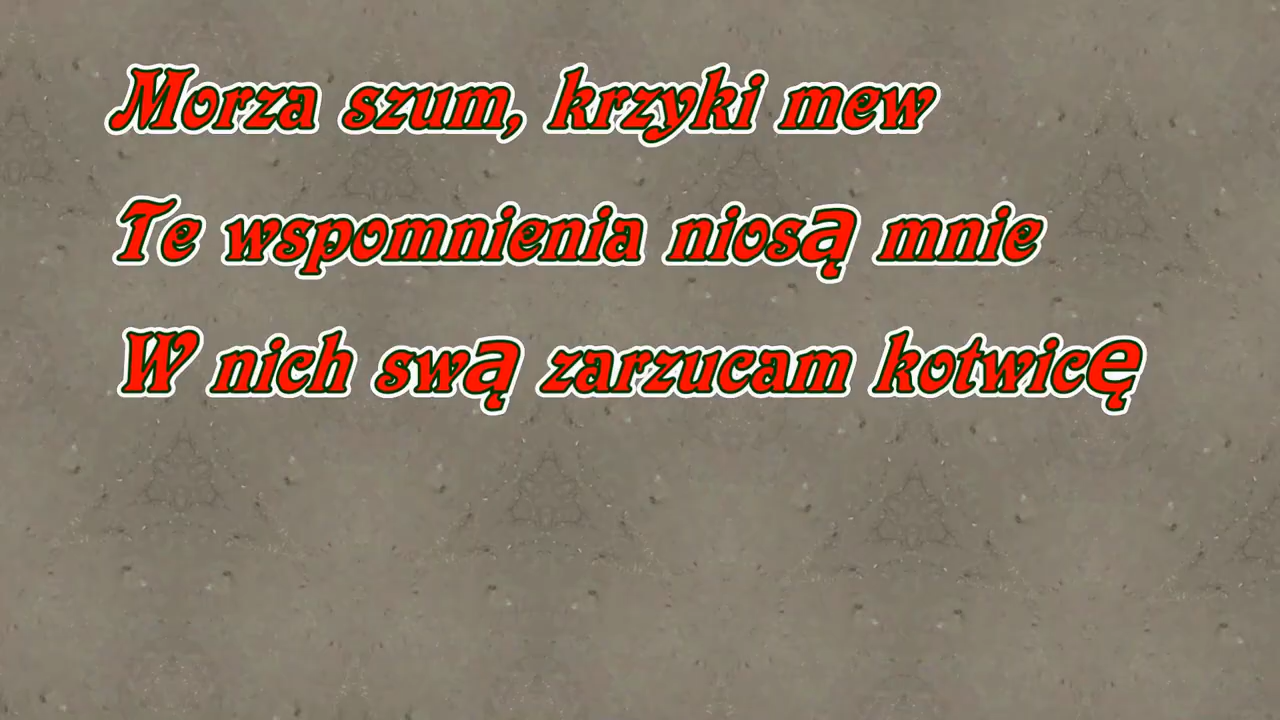 Morza szum, krzyki mew
Te wspomnienia niosą mnie
W nich swą zarzucam kotwicę